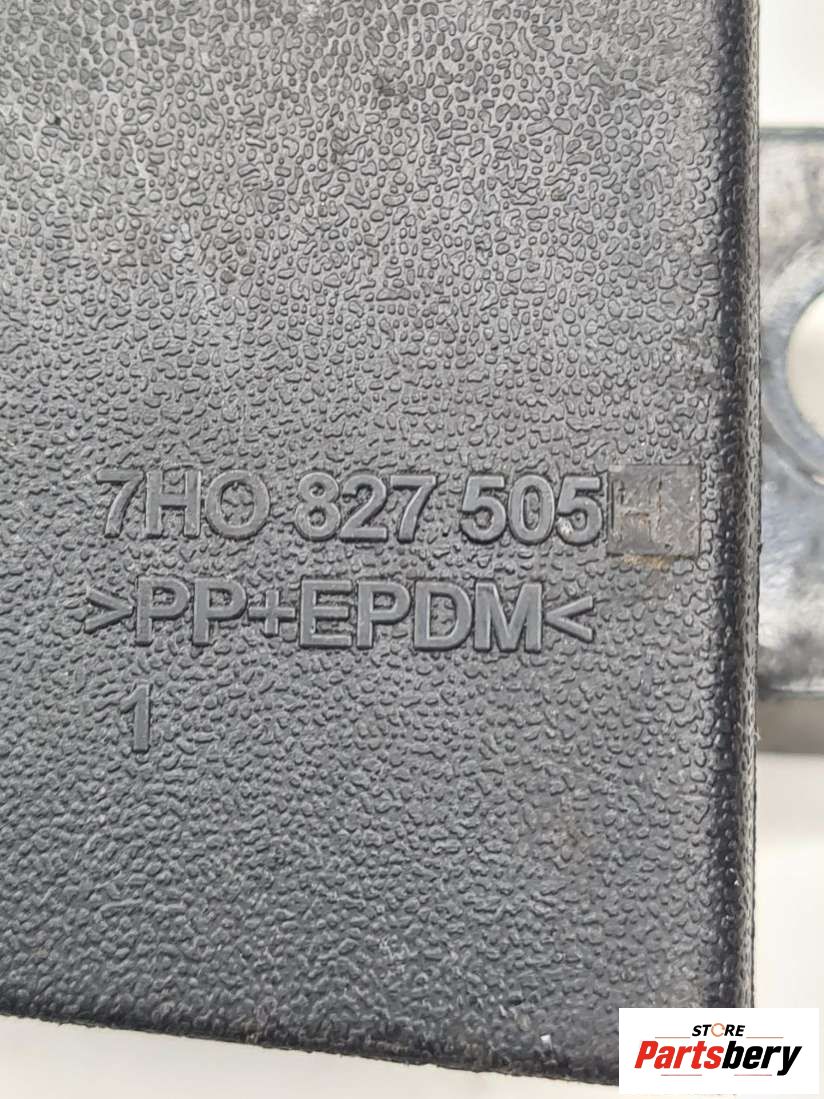 7H0 827 505
>PP+EPDM<
1
STORE
Partsbery